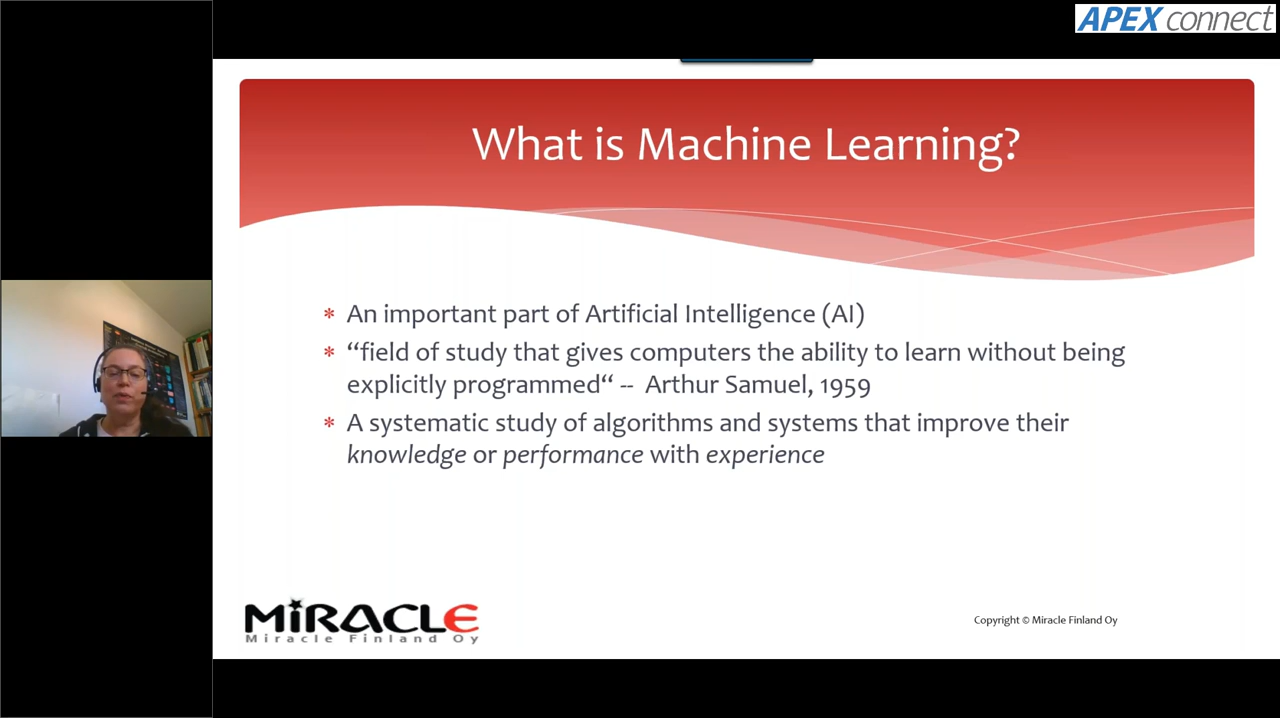 APEX connect
What is Machine Learning?
* An important part of Artificial Intelligence (AI)
* “field of study that gives computers the ability to learn without being
explicitly programmed“ -- Arthur Samuel, 1959
* A systematic study of algorithms and systems that improve their
knowledge or performance with experience
MiRACLE
Miracle Finland Oy
Copyright © Miracle Finland Oy